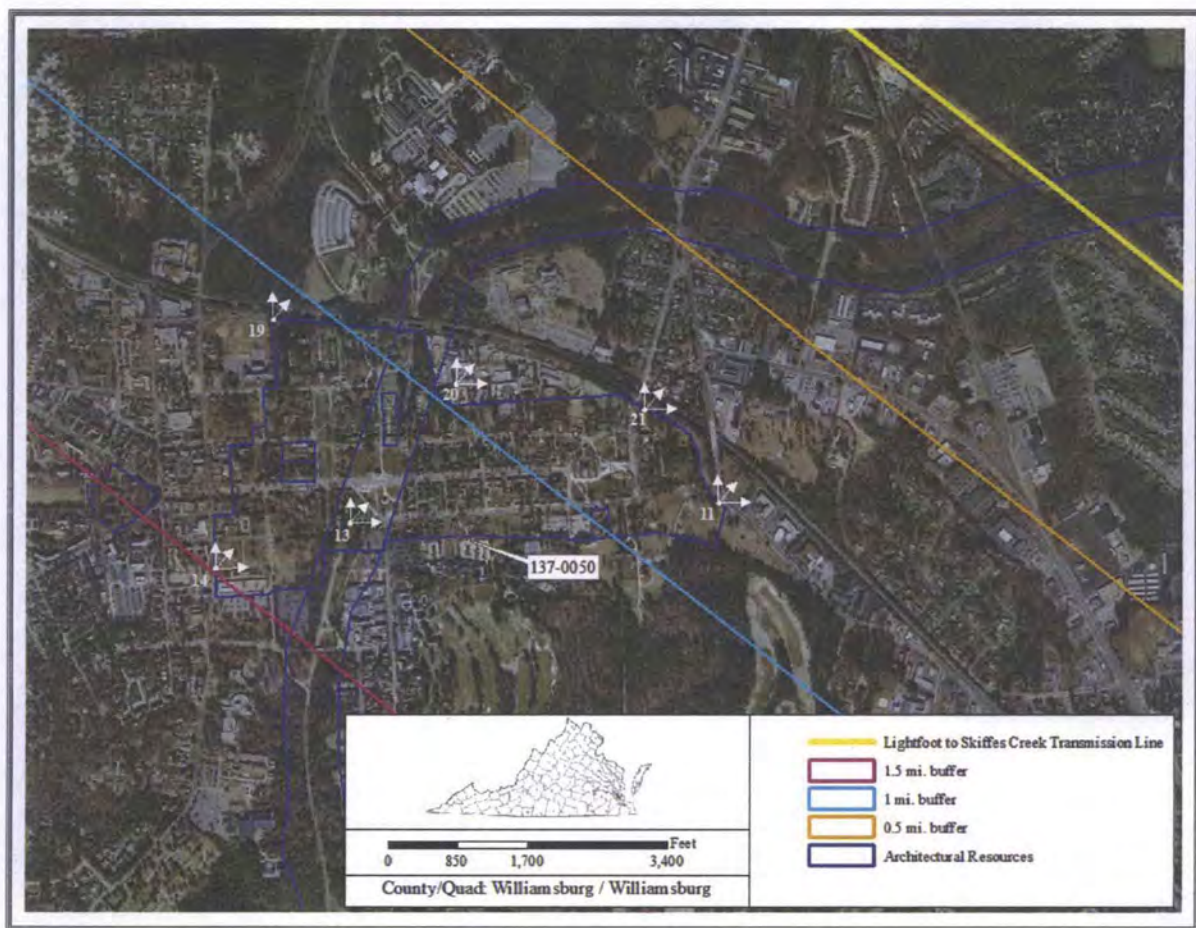 19
20
21
11
13
14
137-0050
Lightfoot to Skiffes Creek Transmission Line
1.5 mi. buffer
1 mi. buffer
0.5 mi. buffer
Architectural Resources
Feet
0 850 1,700 3,400
County/Quad: Williamsburg / Williamsburg